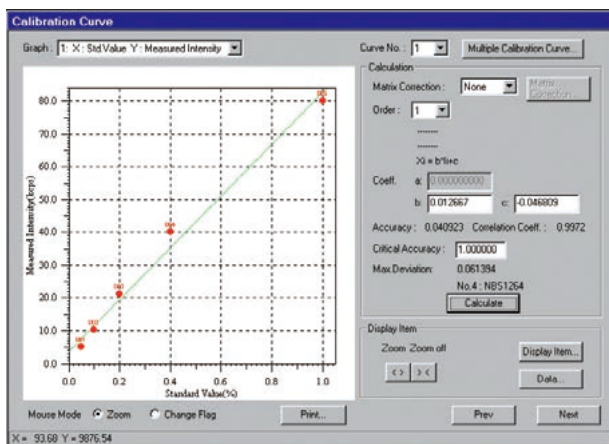 Calibration Curve
Graph : 1: X : Std Value Y : Measured Intensity
Curve No. : 1 Multiple Calibration Curve...
Calculation
Matrix Correction : None Matrix Correction...
Order : 1
--------
--------
Xi = b*Ii+c
Coeff. a: 0.000000000
b: 0.012667 c: -0.046809
Accuracy : 0.040923 Correlation Coeff. : 0.9972
Critical Accuracy : 1.000000
Max.Deviation: 0.061394
No.4 : NBS1264
Calculate
Display Item
Zoom Zoom off
< > > <
Display Item...
Data...
Measured Intensity(kcps)
80.0
70.0
60.0
50.0
40.0
30.0
20.0
10.0
0.0
0.0 0.2 0.4 0.6 0.8 1.0
Standard Value(%)
Mouse Mode Zoom Change Flag Print... Prev Next
X = 93.68 Y = 9876.54